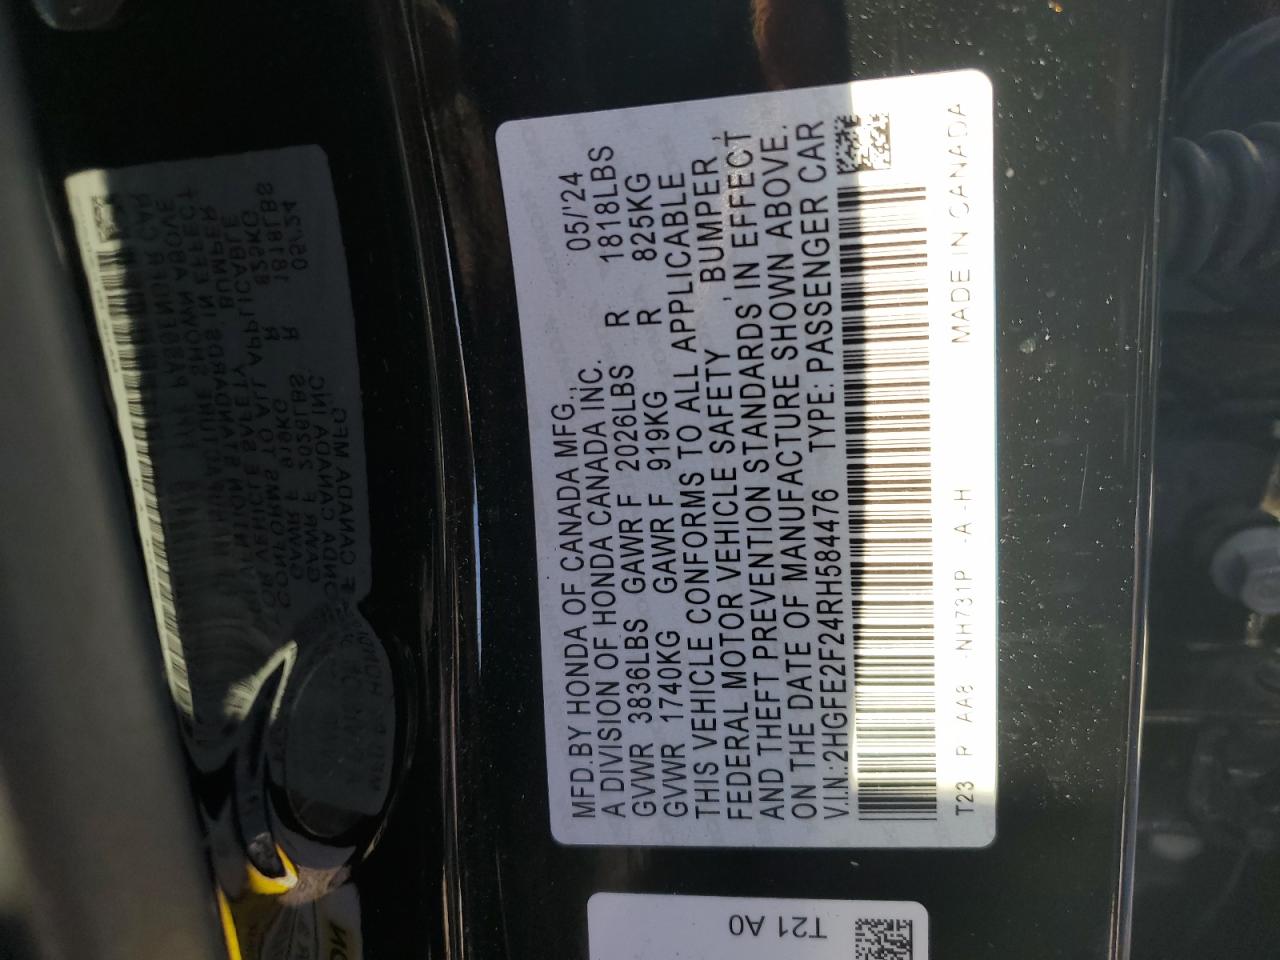 MFD.BY HONDA OF CANADA MFG., 05/'24
A DIVISION OF HONDA CANADA INC.
GVWR 3836LBS GAWR F 2026LBS R 1818LBS
GVWR 1740KG GAWR F 919KG R 825KG
THIS VEHICLE CONFORMS TO ALL APPLICABLE
FEDERAL MOTOR VEHICLE SAFETY , BUMPER ,
AND THEFT PREVENTION STANDARDS IN EFFECT
ON THE DATE OF MANUFACTURE SHOWN ABOVE.
V.IN.:2HGFE2F24RH584476 TYPE: PASSENGER CAR
T23 P AA8 -NH731P -A -H MADE IN CANADA
T21 A0